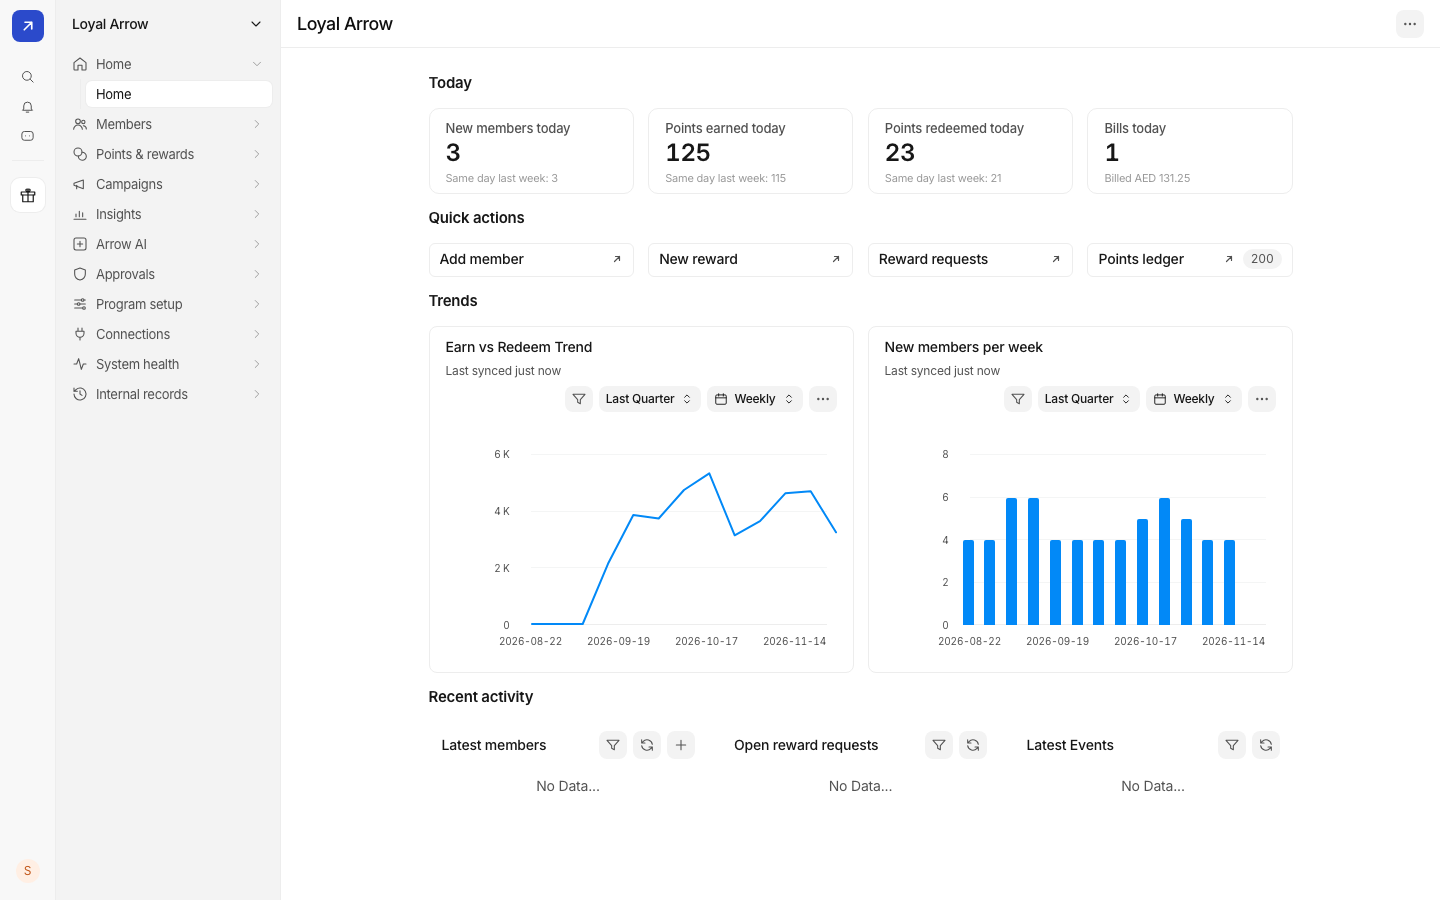 Loyal Arrow
Home
Home
Members
Points & rewards
Campaigns
Insights
Arrow AI
Approvals
Program setup
Connections
System health
Internal records
S
Loyal Arrow
Today
New members today
3
Same day last week: 3
Points earned today
125
Same day last week: 115
Points redeemed today
23
Same day last week: 21
Bills today
1
Billed AED 131.25
Quick actions
Add member
New reward
Reward requests
Points ledger 200
Trends
Earn vs Redeem Trend
Last synced just now
Last Quarter Weekly
6 K
4 K
2 K
0
2026-08-22 2026-09-19 2026-10-17 2026-11-14
New members per week
Last synced just now
Last Quarter Weekly
8
6
4
2
0
2026-08-22 2026-09-19 2026-10-17 2026-11-14
Recent activity
Latest members
No Data...
Open reward requests
No Data...
Latest Events
No Data...